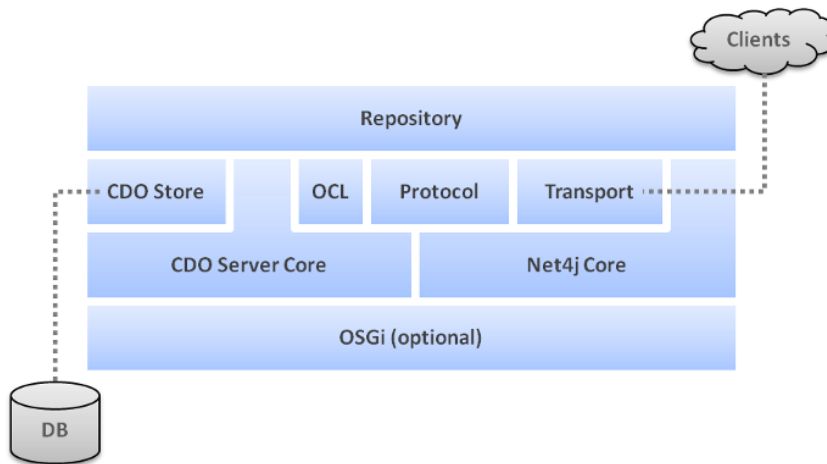 Clients
Repository
CDO Store
OCL
Protocol
Transport
CDO Server Core
Net4j Core
OSGi (optional)
DB